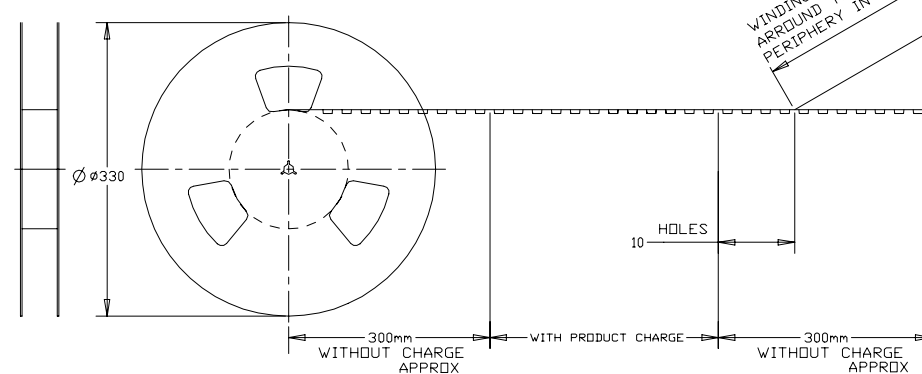 WINDING
ARROUND
PERIPHERY IN
Ø ø330
HOLES
10
300mm
WITHOUT CHARGE
APPROX
WITH PRODUCT CHARGE
300mm
WITHOUT CHARGE
APPROX